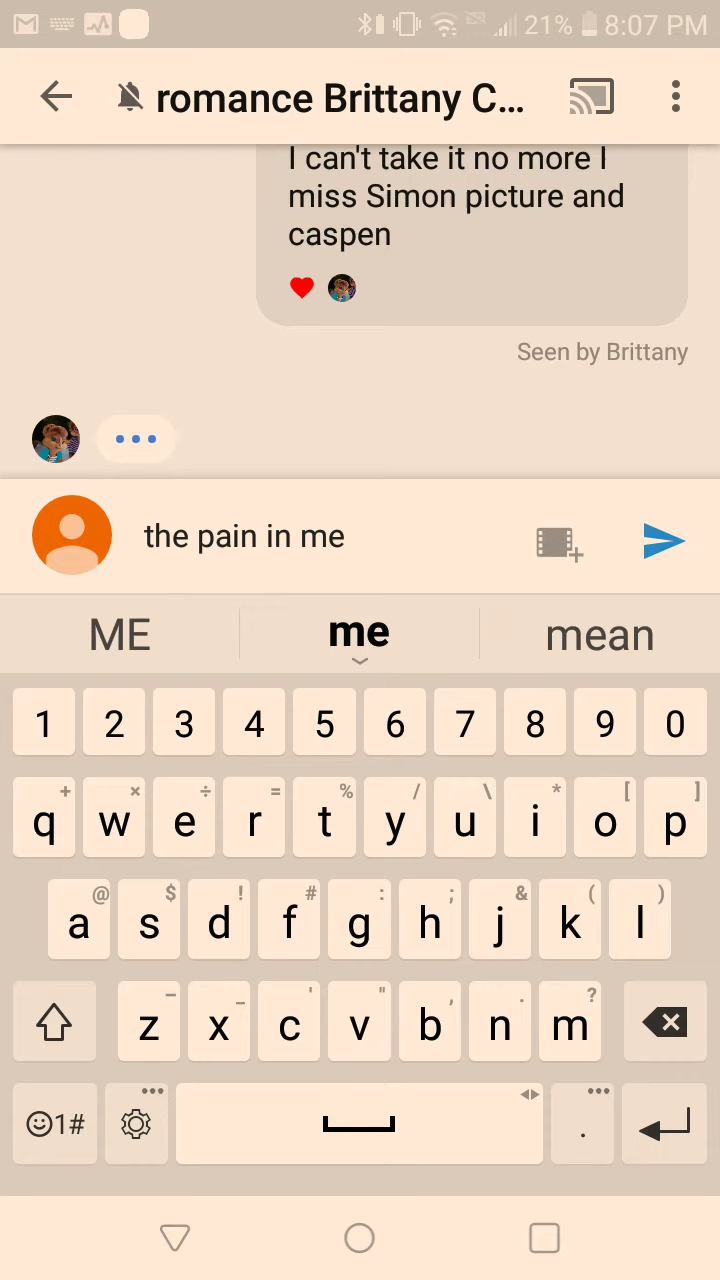 21% 8:07 PM
romance Brittany C...
I can't take it no more I
miss Simon picture and
caspen
Seen by Brittany
the pain in me
ME me mean
1 2 3 4 5 6 7 8 9 0
+ × ÷ = % / \ * [ ]
q w e r t y u i o p
@ $ ! # : ; & ( )
a s d f g h j k l
– _ ' " , . ?
z x c v b n m
☺1# .